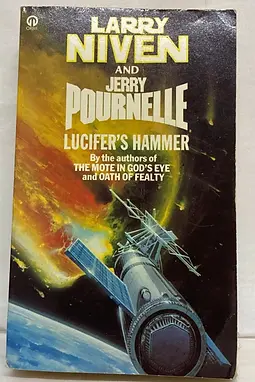 Orbit
LARRY
NIVEN
AND
JERRY
POURNELLE
LUCIFER'S HAMMER
By the authors of
THE MOTE IN GOD'S EYE
and OATH OF FEALTY